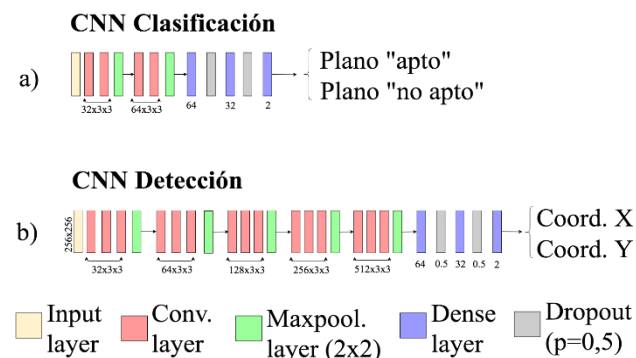 CNN Clasificación
a)
Plano "apto"
Plano "no apto"
32x3x3 64x3x3 64 32 2
CNN Detección
b)
256x256
Coord. X
Coord. Y
32x3x3 64x3x3 128x3x3 256x3x3 512x3x3 64 0.5 32 0.5 2
Input layer
Conv. layer
Maxpool. layer (2x2)
Dense layer
Dropout (p=0,5)